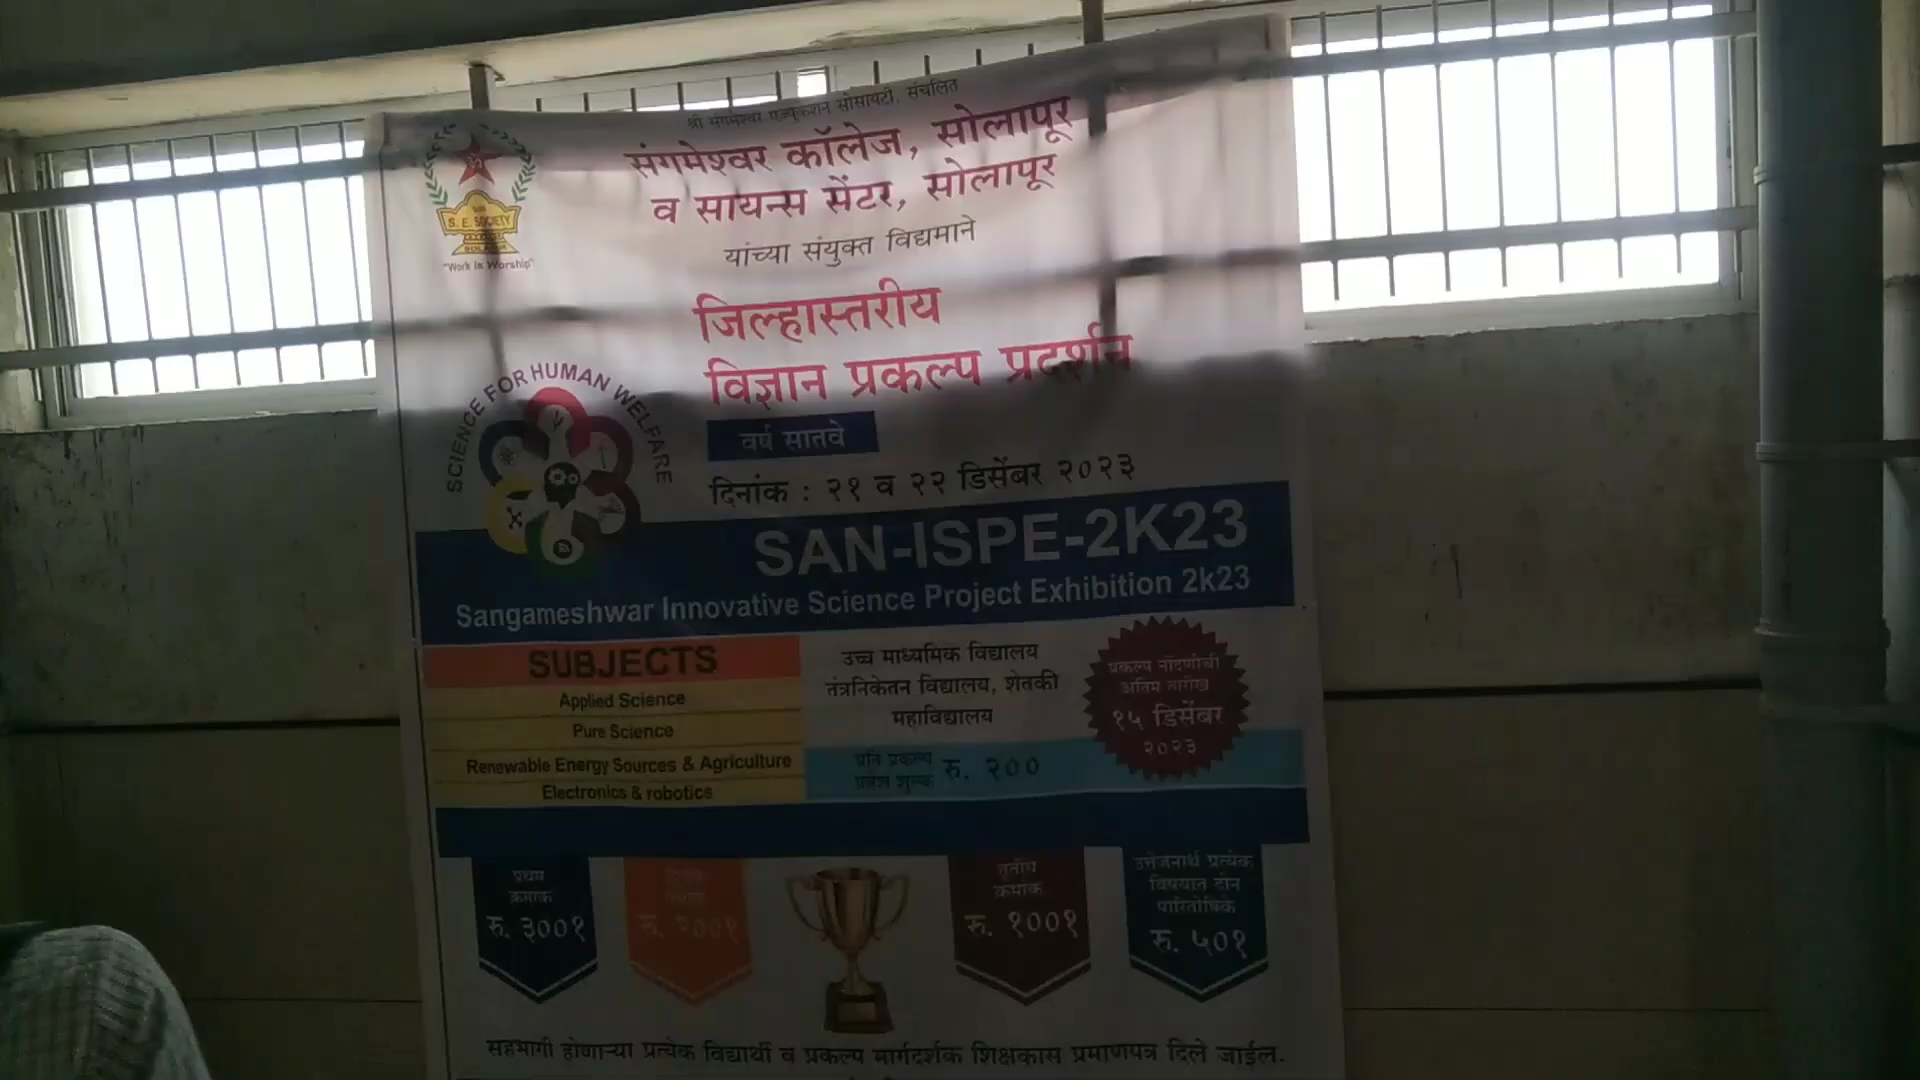 श्री संगमेश्वर एज्युकेशन सोसायटी, संचलित
संगमेश्वर कॉलेज, सोलापूर
व सायन्स सेंटर, सोलापूर
यांच्या संयुक्त विद्यमाने
S. E. SOCIETY
"Work is Worship"
जिल्हास्तरीय
विज्ञान प्रकल्प प्रदर्शन
SCIENCE FOR HUMAN WELFARE
वर्ष सातवे
दिनांक : २१ व २२ डिसेंबर २०२३
SAN-ISPE-2K23
Sangameshwar Innovative Science Project Exhibition 2k23
SUBJECTS
Applied Science
Pure Science
Renewable Energy Sources & Agriculture
Electronics & robotics
उच्च माध्यमिक विद्यालय
तंत्रनिकेतन विद्यालय, शेतकी
महाविद्यालय
प्रति प्रकल्प
प्रवेश शुल्क रु. २००
प्रकल्प नोंदणीची
अंतिम तारीख
१५ डिसेंबर
२०२३
प्रथम
क्रमांक
रु. ३००१
रु. २००१
तृतीय
क्रमांक
रु. १००१
उत्तेजनार्थ प्रत्येक
विषयात दोन
पारितोषिके
रु. ५०१
सहभागी होणाऱ्या प्रत्येक विद्यार्थी व प्रकल्प मार्गदर्शक शिक्षकास प्रमाणपत्र दिले जाईल.